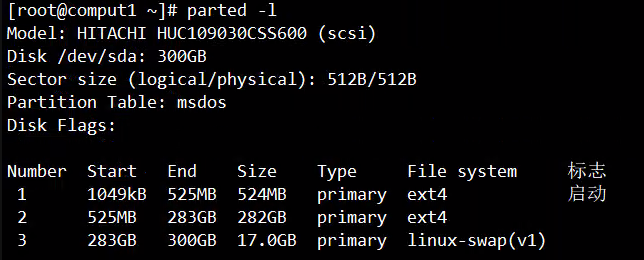 [root@comput1 ~]# parted -l
Model: HITACHI HUC109030CSS600 (scsi)
Disk /dev/sda: 300GB
Sector size (logical/physical): 512B/512B
Partition Table: msdos
Disk Flags:
Number  Start   End    Size    Type     File system     标志
 1      1049kB  525MB  524MB   primary  ext4            启动
 2      525MB   283GB  282GB   primary  ext4
 3      283GB   300GB  17.0GB  primary  linux-swap(v1)